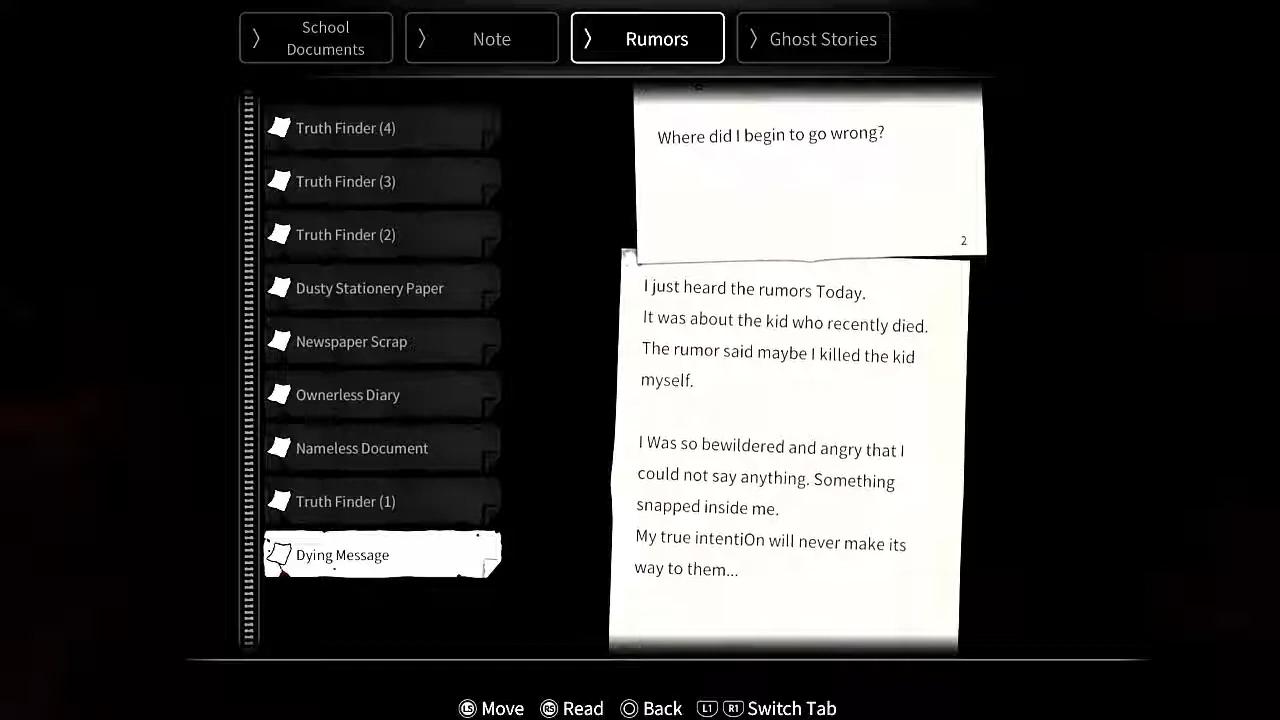 School
Documents
Note
Rumors
Ghost Stories
Truth Finder (4)
Truth Finder (3)
Truth Finder (2)
Dusty Stationery Paper
Newspaper Scrap
Ownerless Diary
Nameless Document
Truth Finder (1)
Dying Message
Where did I begin to go wrong?
2
I just heard the rumors Today.
It was about the kid who recently died.
The rumor said maybe I killed the kid
myself.
I Was so bewildered and angry that I
could not say anything. Something
snapped inside me.
My true intentiOn will never make its
way to them...
LS Move RS Read Back L1 R1 Switch Tab